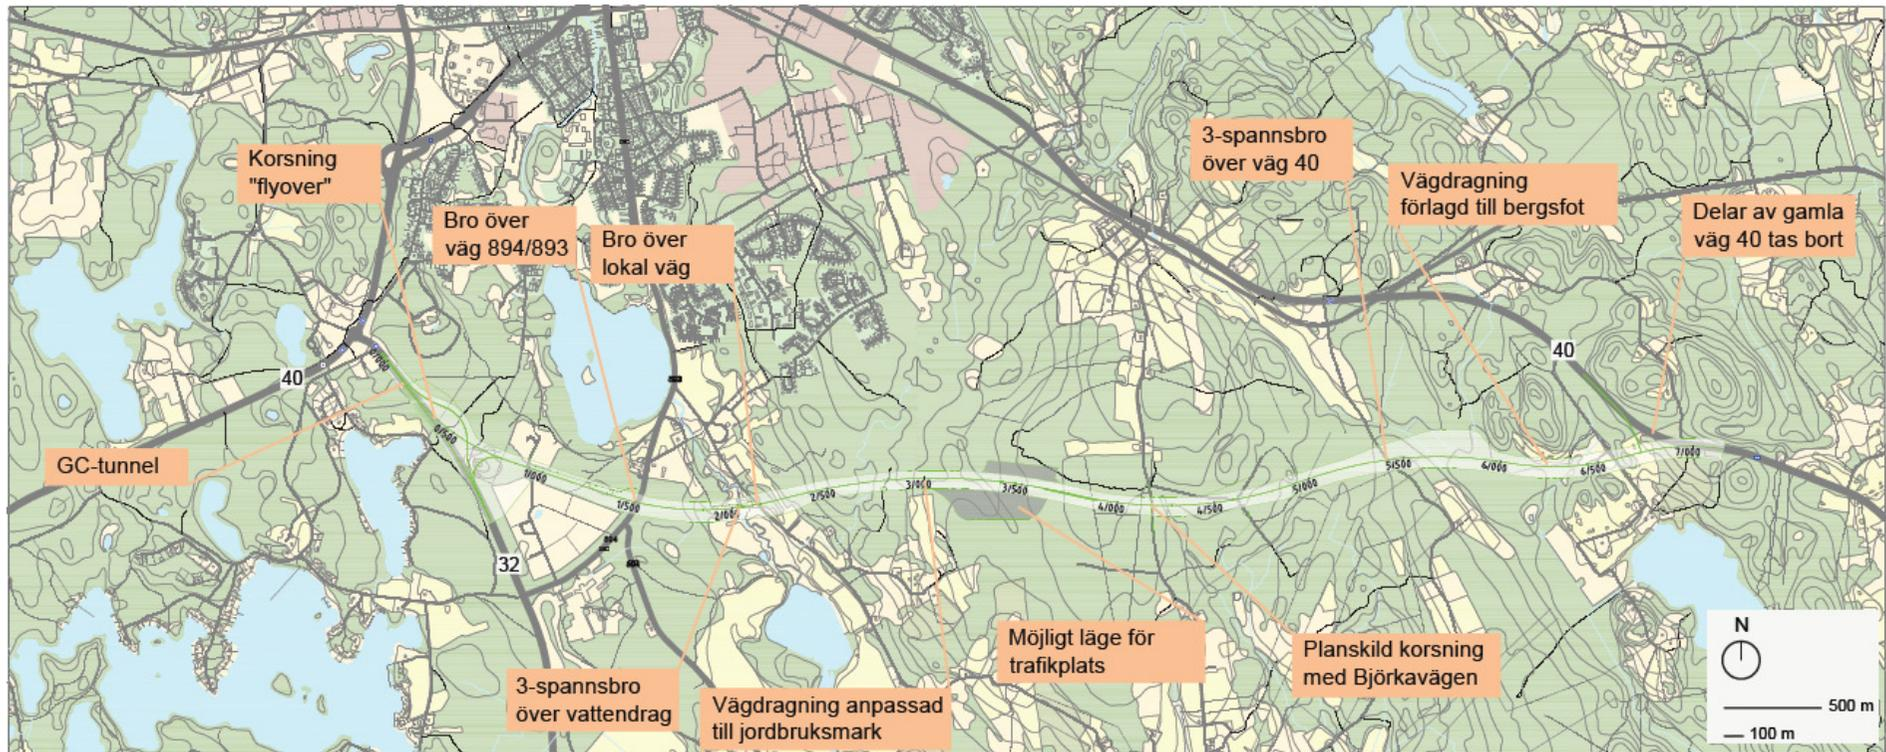 3-spannsbro
över väg 40
Korsning
"flyover"
Vägdragning
förlagd till bergsfot
Delar av gamla
väg 40 tas bort
Bro över
väg 894/893
Bro över
lokal väg
40
40
0/000
0/500
GC-tunnel
1/000
1/500
2/000
2/500
3/000
3/500
4/000
4/500
5/000
5/500
6/000
6/500
7/000
32
Möjligt läge för
trafikplats
Planskild korsning
med Björkavägen
3-spannsbro
över vattendrag
Vägdragning anpassad
till jordbruksmark
N
500 m
100 m